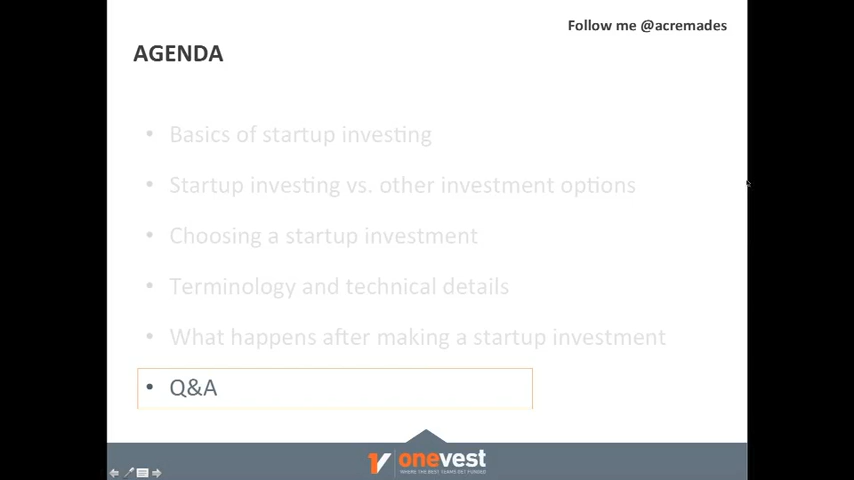 Follow me @acremades
AGENDA
• Basics of startup investing
• Startup investing vs. other investment options
• Choosing a startup investment
• Terminology and technical details
• What happens after making a startup investment
• Q&A
onevest
WHERE THE BEST TEAMS GET FUNDED